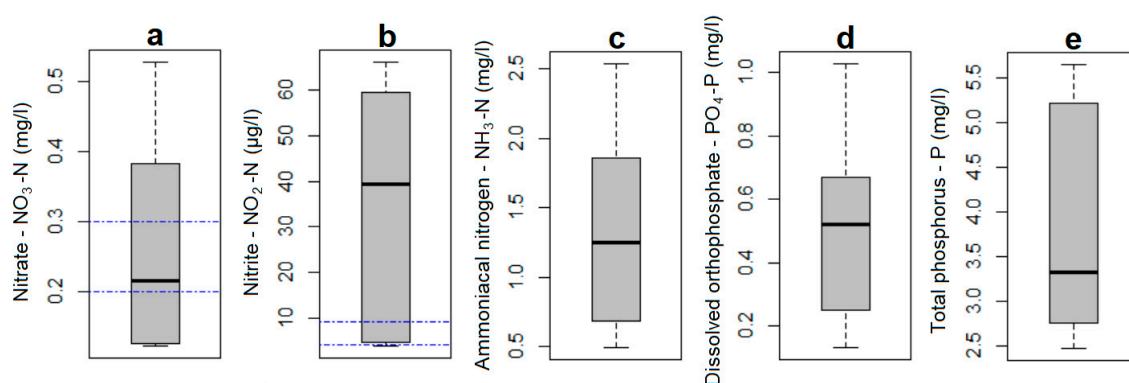 a
Nitrate - NO₃-N (mg/l)
0.5
0.4
0.3
0.2
b
Nitrite - NO₂-N (µg/l)
60
50
40
30
20
10
c
Ammoniacal nitrogen - NH₃-N (mg/l)
2.5
2.0
1.5
1.0
0.5
d
Dissolved orthophosphate - PO₄-P (mg/l)
1.0
0.8
0.6
0.4
0.2
e
Total phosphorus - P (mg/l)
5.5
5.0
4.5
4.0
3.5
3.0
2.5